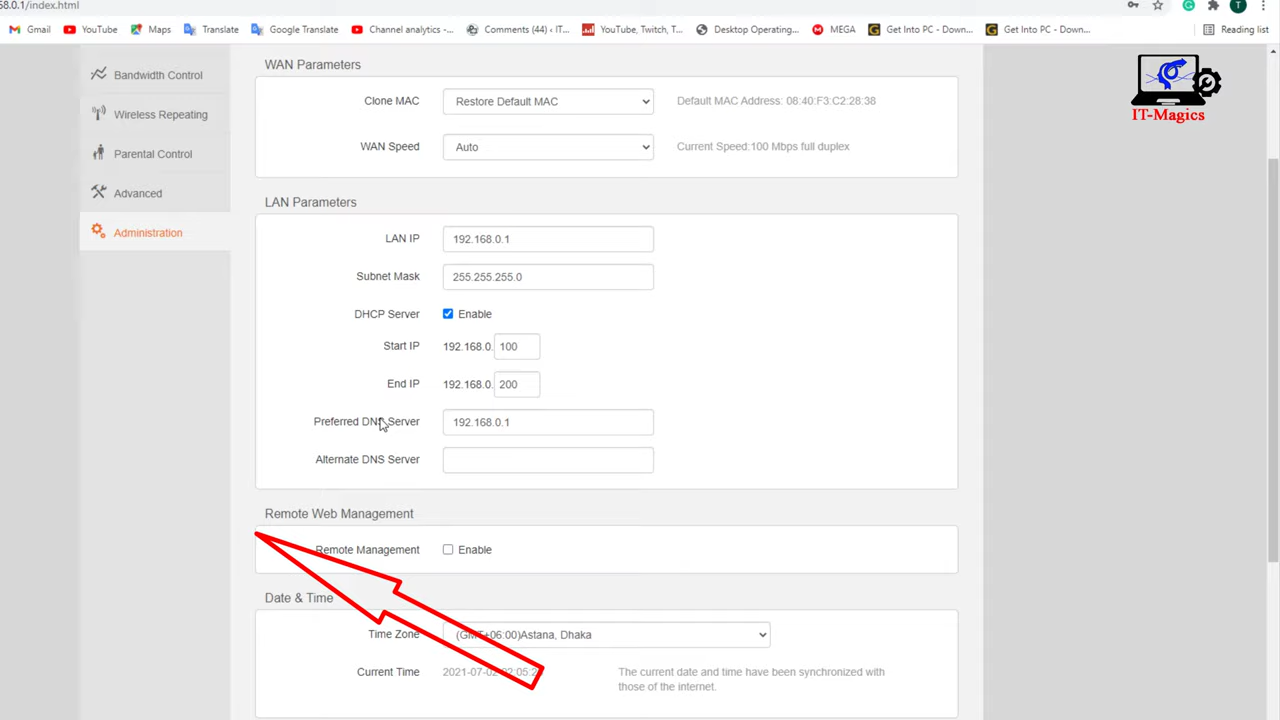 58.0.1/index.html
Gmail YouTube Maps Translate Google Translate Channel analytics -... Comments (44) ‹ IT... YouTube, Twitch, T... Desktop Operating... MEGA Get Into PC - Down... Get Into PC - Down... Reading list
T
IT-Magics
Bandwidth Control
Wireless Repeating
Parental Control
Advanced
Administration
WAN Parameters
Clone MAC Restore Default MAC Default MAC Address: 08:40:F3:C2:28:38
WAN Speed Auto Current Speed:100 Mbps full duplex
LAN Parameters
LAN IP 192.168.0.1
Subnet Mask 255.255.255.0
DHCP Server Enable
Start IP 192.168.0. 100
End IP 192.168.0. 200
Preferred DNS Server 192.168.0.1
Alternate DNS Server
Remote Web Management
Remote Management Enable
Date & Time
Time Zone (GMT+06:00)Astana, Dhaka
Current Time The current date and time have been synchronized with
those of the internet.